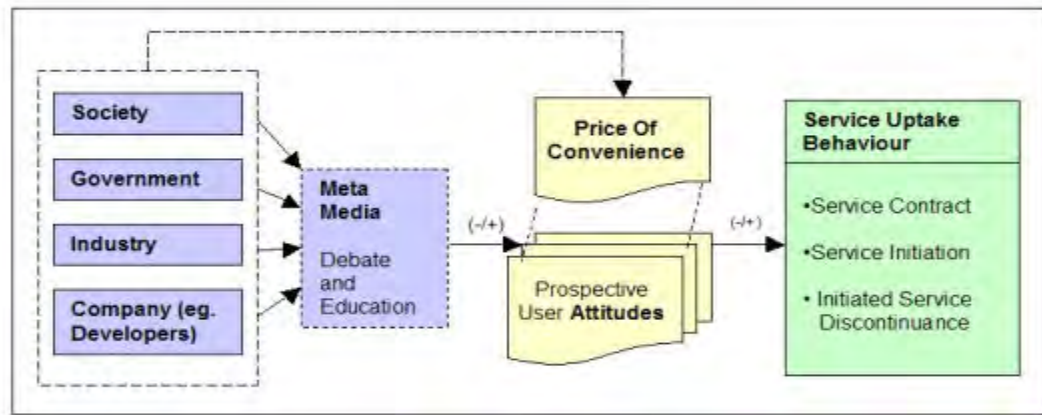 Society
Government
Industry
Company (eg.
Developers)
Meta
Media
Debate
and
Education
(-/+)
Price Of
Convenience
Prospective
User Attitudes
(-/+)
Service Uptake
Behaviour
•Service Contract
•Service Initiation
• Initiated Service
Discontinuance